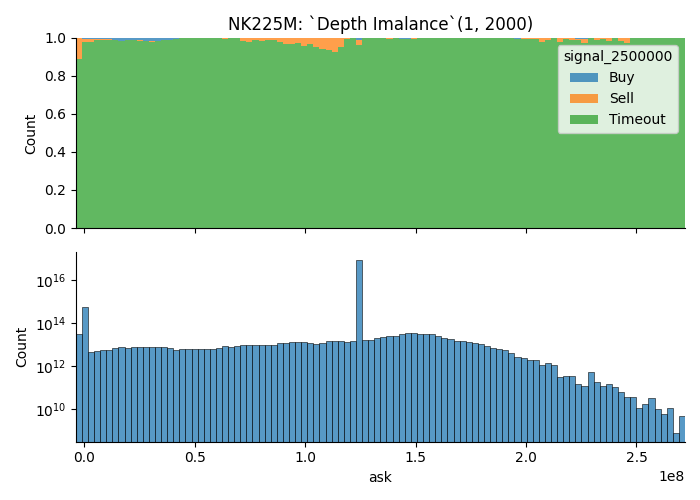 NK225M: `Depth Imalance`(1, 2000)
1.0
0.8
0.6
0.4
0.2
0.0
Count
signal_2500000
Buy
Sell
Timeout
10^16
10^14
10^12
10^10
Count
0.0 0.5 1.0 1.5 2.0 2.5
1e8
ask